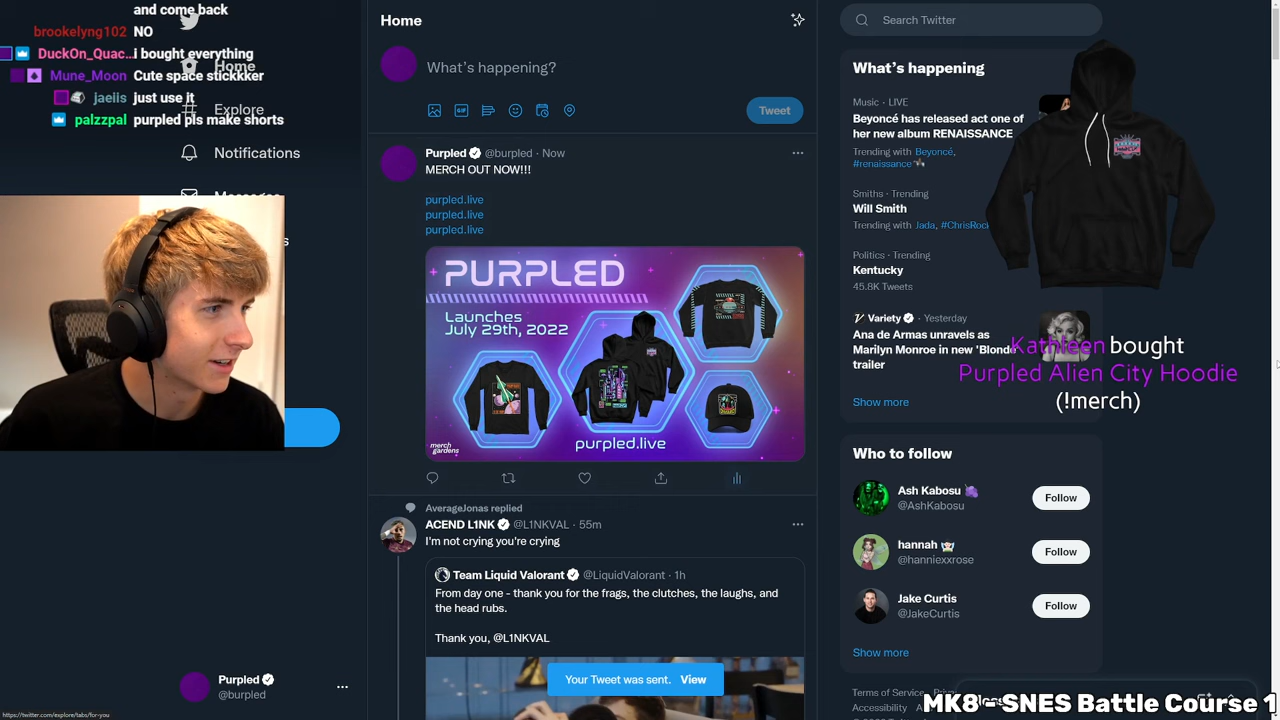 and come back
brookelyng102 NO
DuckOn_Quac... i bought everything
Mune_Moon Cute space stickkker
jaeiis just use it
palzzpal purpled pls make shorts
Home
Explore
Notifications
Messages
Purpled
@burpled
https://twitter.com/explore/tabs/for-you
Home
What's happening?
Tweet
Purpled @burpled · Now
MERCH OUT NOW!!!
purpled.live
purpled.live
purpled.live
PURPLED
Launches
July 29th, 2022
merch
gardens
purpled.live
AverageJonas replied
ACEND L1NK @L1NKVAL · 55m
I'm not crying you're crying
Team Liquid Valorant @LiquidValorant · 1h
From day one - thank you for the frags, the clutches, the laughs, and
the head rubs.
Thank you, @L1NKVAL
Your Tweet was sent. View
Search Twitter
What's happening
Music · LIVE
Beyoncé has released act one of
her new album RENAISSANCE
Trending with Beyoncé,
#renaissance
Smiths · Trending
Will Smith
Trending with Jada, #ChrisRock
Politics · Trending
Kentucky
45.8K Tweets
Variety · Yesterday
Ana de Armas unravels as
Marilyn Monroe in new 'Blonde'
trailer
Show more
Kathleen bought
Purpled Alien City Hoodie
(!merch)
Who to follow
Ash Kabosu
@AshKabosu
Follow
hannah
@hanniexxrose
Follow
Jake Curtis
@JakeCurtis
Follow
Show more
Terms of Service
Accessibility
MK8 - SNES Battle Course 1